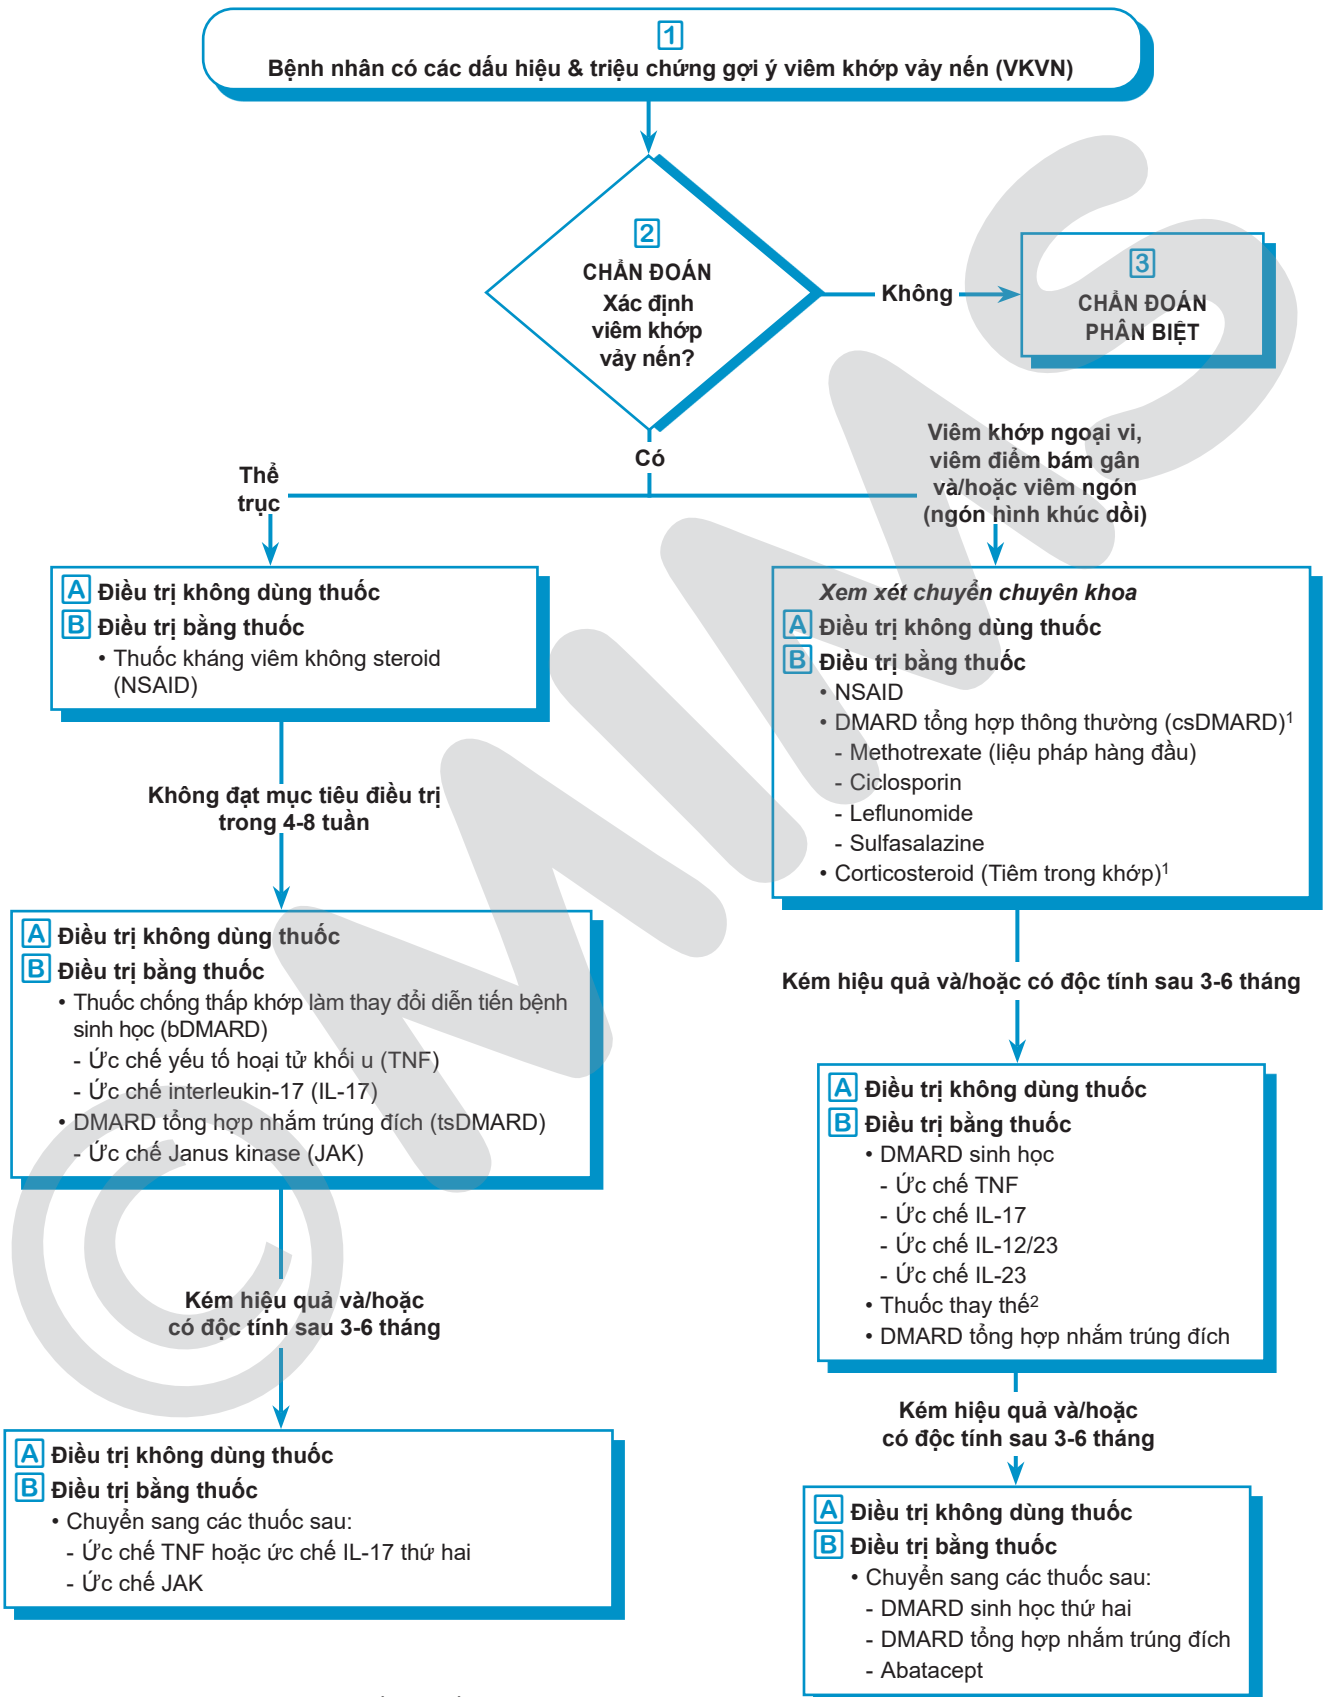 1
Bệnh nhân có các dấu hiệu & triệu chứng gợi ý viêm khớp vảy nến (VKVN)
2
CHẨN ĐOÁN
Xác định
viêm khớp
vảy nến?
Không
3
CHẨN ĐOÁN
PHÂN BIỆT
Có
Thể
trục
Viêm khớp ngoại vi,
viêm điểm bám gân
và/hoặc viêm ngón
(ngón hình khúc dồi)
A Điều trị không dùng thuốc
B Điều trị bằng thuốc
• Thuốc kháng viêm không steroid
(NSAID)
Không đạt mục tiêu điều trị
trong 4-8 tuần
A Điều trị không dùng thuốc
B Điều trị bằng thuốc
• Thuốc chống thấp khớp làm thay đổi diễn tiến bệnh
sinh học (bDMARD)
- Ức chế yếu tố hoại tử khối u (TNF)
- Ức chế interleukin-17 (IL-17)
• DMARD tổng hợp nhắm trúng đích (tsDMARD)
- Ức chế Janus kinase (JAK)
Kém hiệu quả và/hoặc
có độc tính sau 3-6 tháng
A Điều trị không dùng thuốc
B Điều trị bằng thuốc
• Chuyển sang các thuốc sau:
- Ức chế TNF hoặc ức chế IL-17 thứ hai
- Ức chế JAK
Xem xét chuyển chuyên khoa
A Điều trị không dùng thuốc
B Điều trị bằng thuốc
• NSAID
• DMARD tổng hợp thông thường (csDMARD)1
- Methotrexate (liệu pháp hàng đầu)
- Ciclosporin
- Leflunomide
- Sulfasalazine
• Corticosteroid (Tiêm trong khớp)1
Kém hiệu quả và/hoặc có độc tính sau 3-6 tháng
A Điều trị không dùng thuốc
B Điều trị bằng thuốc
• DMARD sinh học
- Ức chế TNF
- Ức chế IL-17
- Ức chế IL-12/23
- Ức chế IL-23
• Thuốc thay thế2
• DMARD tổng hợp nhắm trúng đích
Kém hiệu quả và/hoặc
có độc tính sau 3-6 tháng
A Điều trị không dùng thuốc
B Điều trị bằng thuốc
• Chuyển sang các thuốc sau:
- DMARD sinh học thứ hai
- DMARD tổng hợp nhắm trúng đích
- Abatacept
© MIMS